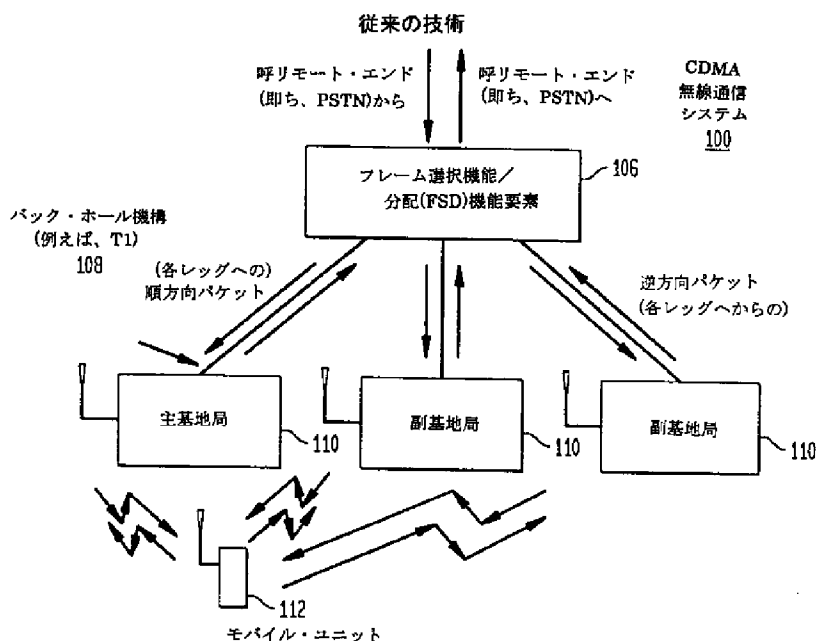 従来の技術
呼リモート・エンド
(即ち、PSTN)から
呼リモート・エンド
(即ち、PSTN)へ
CDMA
無線通信
システム
100
フレーム選択機能/
分配(FSD)機能要素
106
バック・ホール機構
(例えば、T1)
108
(各レッグへの)
順方向パケット
逆方向パケット
(各レッグへからの)
主基地局
110
副基地局
110
副基地局
110
112
モバイル・ユニット